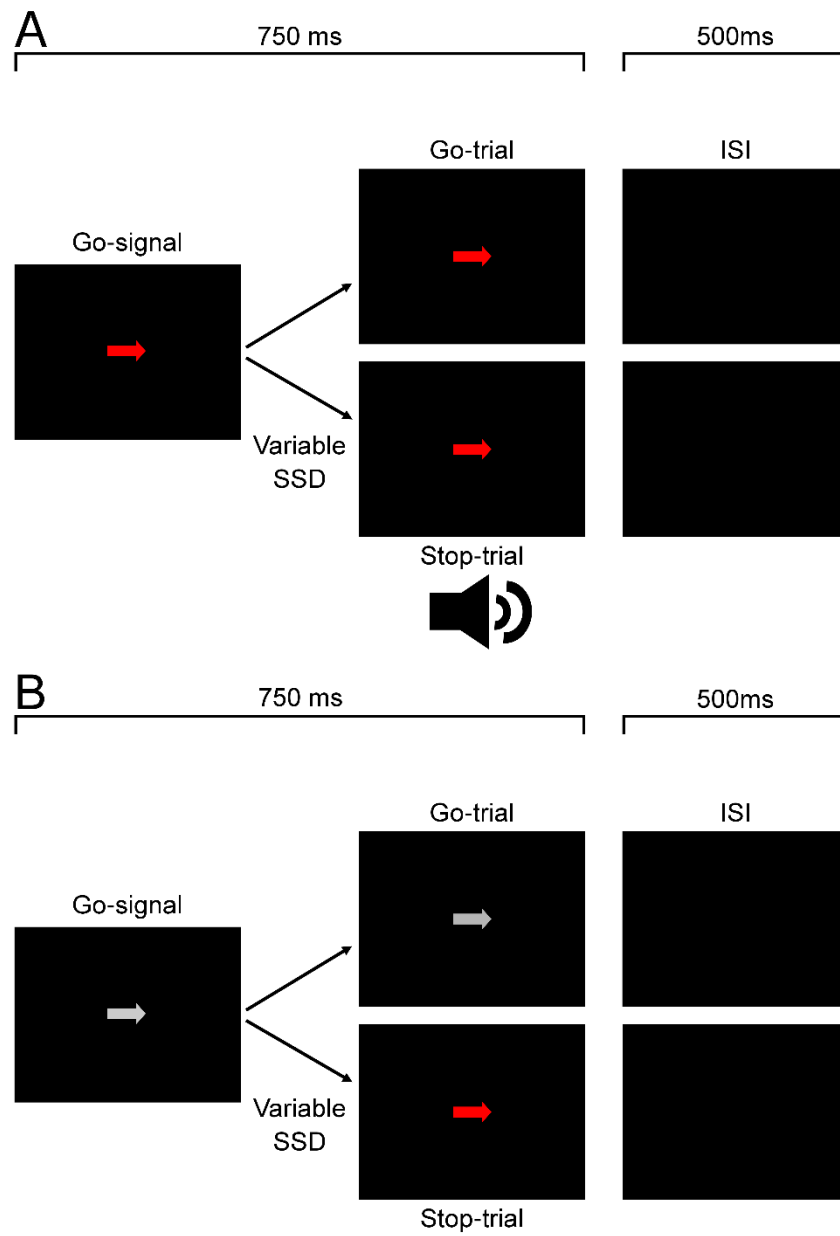 A
750 ms
500ms
Go-trial
ISI
Go-signal
Variable
SSD
Stop-trial
B
750 ms
500ms
Go-trial
ISI
Go-signal
Variable
SSD
Stop-trial